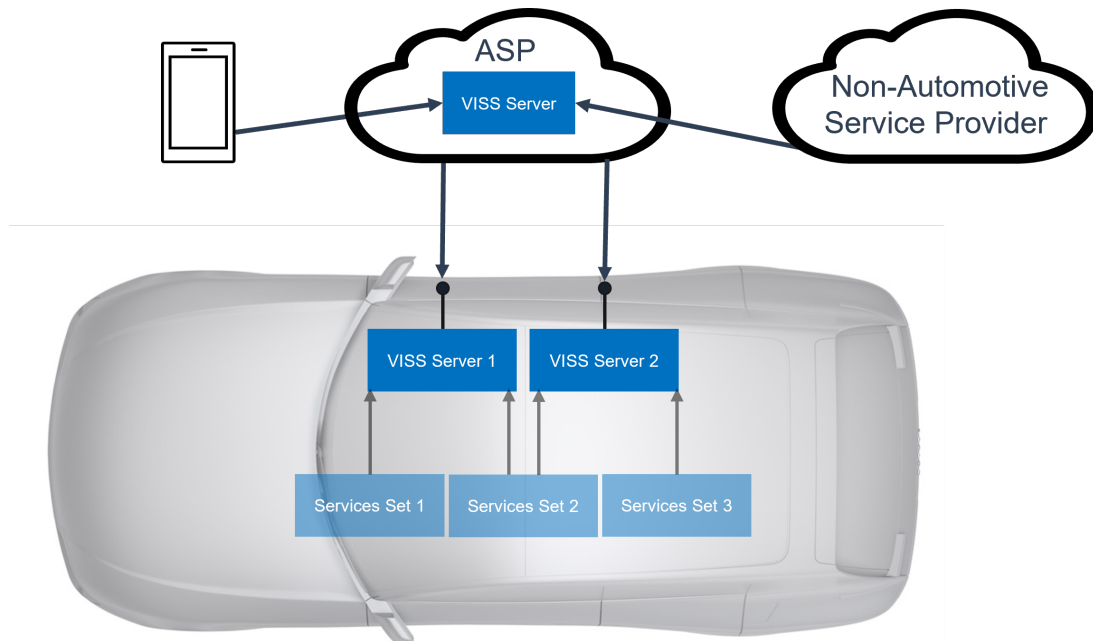 ASP
VISS Server
Non-Automotive
Service Provider
VISS Server 1
VISS Server 2
Services Set 1
Services Set 2
Services Set 3